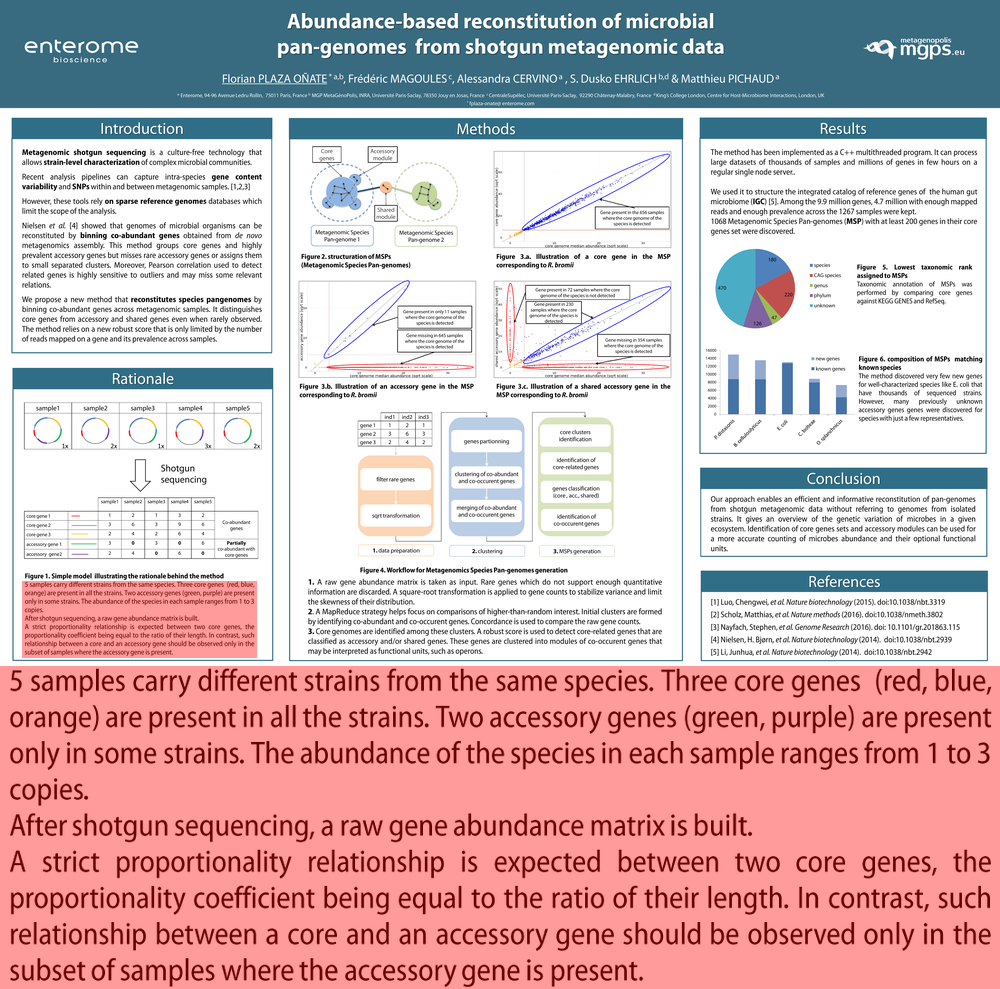 Abundance-based reconstitution of microbial
pan-genomes from shotgun metagenomic data
enterome
bioscience
metagenopolis
mgps.eu
Florian PLAZA OÑATE * a,b, Frédéric MAGOULES c, Alessandra CERVINO a , S. Dusko EHRLICH b,d & Matthieu PICHAUD a
a Enterome, 94-96 Avenue Ledru Rollin, 75011 Paris, France b MGP MetaGénoPolis, INRA, Université Paris-Saclay, 78350 Jouy en Josas, France c CentraleSupélec, Université Paris-Saclay, 92290 Châtenay-Malabry, France d King's College London, Centre for Host-Microbiome Interactions, London, UK
* fplaza-onate@enterome.com
Introduction
Metagenomic shotgun sequencing is a culture-free technology that
allows strain-level characterization of complex microbial communities.
Recent analysis pipelines can capture intra-species gene content
variability and SNPs within and between metagenomic samples. [1,2,3]
However, these tools rely on sparse reference genomes databases which
limit the scope of the analysis.
Nielsen et al. [4] showed that genomes of microbial organisms can be
reconstituted by binning co-abundant genes obtained from de novo
metagenomics assembly. This method groups core genes and highly
prevalent accessory genes but misses rare accessory genes or assigns them
to small separated clusters. Moreover, Pearson correlation used to detect
related genes is highly sensitive to outliers and may miss some relevant
relations.
We propose a new method that reconstitutes species pangenomes by
binning co-abundant genes across metagenomic samples. It distinguishes
core genes from accessory and shared genes even when rarely observed.
The method relies on a new robust score that is only limited by the number
of reads mapped on a gene and its prevalence across samples.
Rationale
sample1 sample2 sample3 sample4 sample5
1x 2x 1x 3x 2x
Shotgun
sequencing
sample1 sample2 sample3 sample4 sample5
core gene 1 1 2 1 3 2
core gene 2 3 6 3 9 6
core gene 3 2 4 2 6 4
accessory gene 1 3 0 3 0 6
accessory gene2 2 4 0 6 0
Co-abundant
genes
Partially
co-abundant with
core genes
Figure 1. Simple model illustrating the rationale behind the method
5 samples carry different strains from the same species. Three core genes (red, blue,
orange) are present in all the strains. Two accessory genes (green, purple) are present
only in some strains. The abundance of the species in each sample ranges from 1 to 3
copies.
After shotgun sequencing, a raw gene abundance matrix is built.
A strict proportionality relationship is expected between two core genes, the
proportionality coefficient being equal to the ratio of their length. In contrast, such
relationship between a core and an accessory gene should be observed only in the
subset of samples where the accessory gene is present.
Methods
Core
genes
Accessory
module
Shared
module
Metagenomic Species
Pan-genome 1
Metagenomic Species
Pan-genome 2
Figure 2. structuration of MSPs
(Metagenomic Species Pan-genomes)
Gene present in the 656 samples
where the core genome of the
species is detected
core genome median abundance (sqrt scale)
Figure 3.a. Illustration of a core gene in the MSP
corresponding to R. bromii
Gene present in only 11 samples
where the core genome of the
species is detected
Gene missing in 645 samples
where the core genome of the
species is detected
accessory gene abundance (sqrt scale)
core genome median abundance (sqrt scale)
Figure 3.b. Illustration of an accessory gene in the MSP
corresponding to R. bromii
Gene present in 72 samples where the core
genome of the species is not detected
Gene present in 230
samples where the core
genome of the species is
detected
Gene missing in 554 samples
where the core genome of the
species is detected
core genome median abundance (sqrt scale)
Figure 3.c. Illustration of a shared accessory gene in the
MSP corresponding to R. bromii
ind1 ind2 ind3
gene 1 1 2 1
gene 2 3 6 3
gene 3 2 4 2
filter rare genes
sqrt transformation
genes partionning
clustering of co-abundant
and co-occurent genes
merging of co-abundant
and co-occurent genes
core clusters
identification
identification of
core-related genes
genes classification
(core , acc., shared)
identification of
co-occurent genes
1. data preparation
2. clustering
3. MSPs generation
Figure 4. Workflow for Metagenomics Species Pan-genomes generation
1. A raw gene abundance matrix is taken as input. Rare genes which do not support enough quantitative
information are discarded. A square-root transformation is applied to gene counts to stabilize variance and limit
the skewness of their distribution.
2. A MapReduce strategy helps focus on comparisons of higher-than-random interest. Initial clusters are formed
by identifying co-abundant and co-occurent genes. Concordance is used to compare the raw gene counts.
3. Core genomes are identified among these clusters. A robust score is used to detect core-related genes that are
classified as accessory and/or shared genes. These genes are clustered into modules of co-occurent genes that
may be interpreted as functional units, such as operons.
Results
The method has been implemented as a C++ multithreaded program. It can process
large datasets of thousands of samples and millions of genes in few hours on a
regular single node server..
We used it to structure the integrated catalog of reference genes of the human gut
microbiome (IGC) [5]. Among the 9.9 million genes, 4.7 million with enough mapped
reads and enough prevalence across the 1267 samples were kept.
1068 Metagenomic Species Pan-genomes (MSP) with at least 200 genes in their core
genes set were discovered.
180
220
47
126
species
CAG species
genus
phylum
unknown
Figure 5. Lowest taxonomic rank
assigned to MSPs
Taxonomic annotation of MSPs was
performed by comparing core genes
against KEGG GENES and RefSeq.
16000
14000
12000
10000
8000
6000
4000
2000
0
new genes
known genes
P. distasonis
B. cellulosilyticus
E. coli
C. bolteae
O. splanchnicus
Figure 6. composition of MSPs matching
known species
The method discovered very few new genes
for well-characterized species like E. coli that
have thousands of sequenced strains.
However, many previously unknown
accessory genes genes were discovered for
species with just a few representatives.
Conclusion
Our approach enables an efficient and informative reconstitution of pan-genomes
from shotgun metagenomic data without referring to genomes from isolated
strains. It gives an overview of the genetic variation of microbes in a given
ecosystem. Identification of core genes sets and accessory modules can be used for
a more accurate counting of microbes abundance and their optional functional
units.
References
[1] Luo, Chengwei, et al. Nature biotechnology (2015). doi:10.1038/nbt.3319
[2] Scholz, Matthias, et al. Nature methods (2016). doi:10.1038/nmeth.3802
[3] Nayfach, Stephen, et al. Genome Research (2016). doi: 10.1101/gr.201863.115
[4] Nielsen, H. Bjørn, et al. Nature biotechnology (2014). doi:10.1038/nbt.2939
[5] Li, Junhua, et al. Nature biotechnology (2014). doi:10.1038/nbt.2942
5 samples carry different strains from the same species. Three core genes (red, blue,
orange) are present in all the strains. Two accessory genes (green, purple) are present
only in some strains. The abundance of the species in each sample ranges from 1 to 3
copies.
After shotgun sequencing, a raw gene abundance matrix is built.
A strict proportionality relationship is expected between two core genes, the
proportionality coefficient being equal to the ratio of their length. In contrast, such
relationship between a core and an accessory gene should be observed only in the
subset of samples where the accessory gene is present.